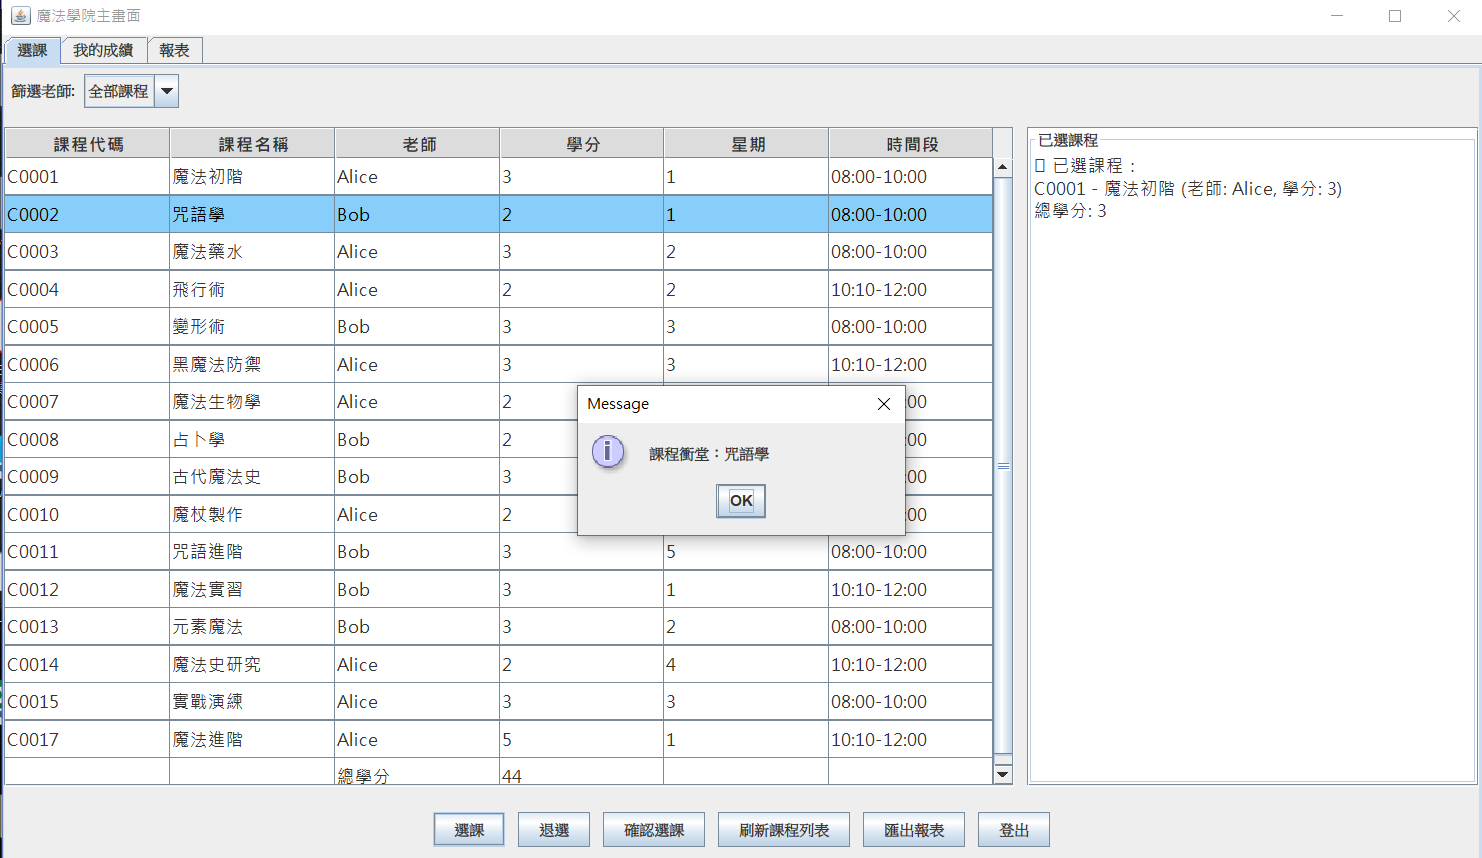 魔法學院主畫面
選課 我的成績 報表
篩選老師: 全部課程
課程代碼 課程名稱 老師 學分 星期 時間段
C0001 魔法初階 Alice 3 1 08:00-10:00
C0002 咒語學 Bob 2 1 08:00-10:00
C0003 魔法藥水 Alice 3 2 08:00-10:00
C0004 飛行術 Alice 2 2 10:10-12:00
C0005 變形術 Bob 3 3 08:00-10:00
C0006 黑魔法防禦 Alice 3 3 10:10-12:00
C0007 魔法生物學 Alice 2 :00
C0008 占卜學 Bob 2 :00
C0009 古代魔法史 Bob 3 :00
C0010 魔杖製作 Alice 2 :00
C0011 咒語進階 Bob 3 5 08:00-10:00
C0012 魔法實習 Bob 3 1 10:10-12:00
C0013 元素魔法 Bob 3 2 08:00-10:00
C0014 魔法史研究 Alice 2 4 10:10-12:00
C0015 實戰演練 Alice 3 3 08:00-10:00
C0017 魔法進階 Alice 5 1 10:10-12:00
總學分 44
已選課程
已選課程：
C0001 - 魔法初階 (老師: Alice, 學分: 3)
總學分: 3
Message
課程衝堂：咒語學
OK
選課 退選 確認選課 刷新課程列表 匯出報表 登出